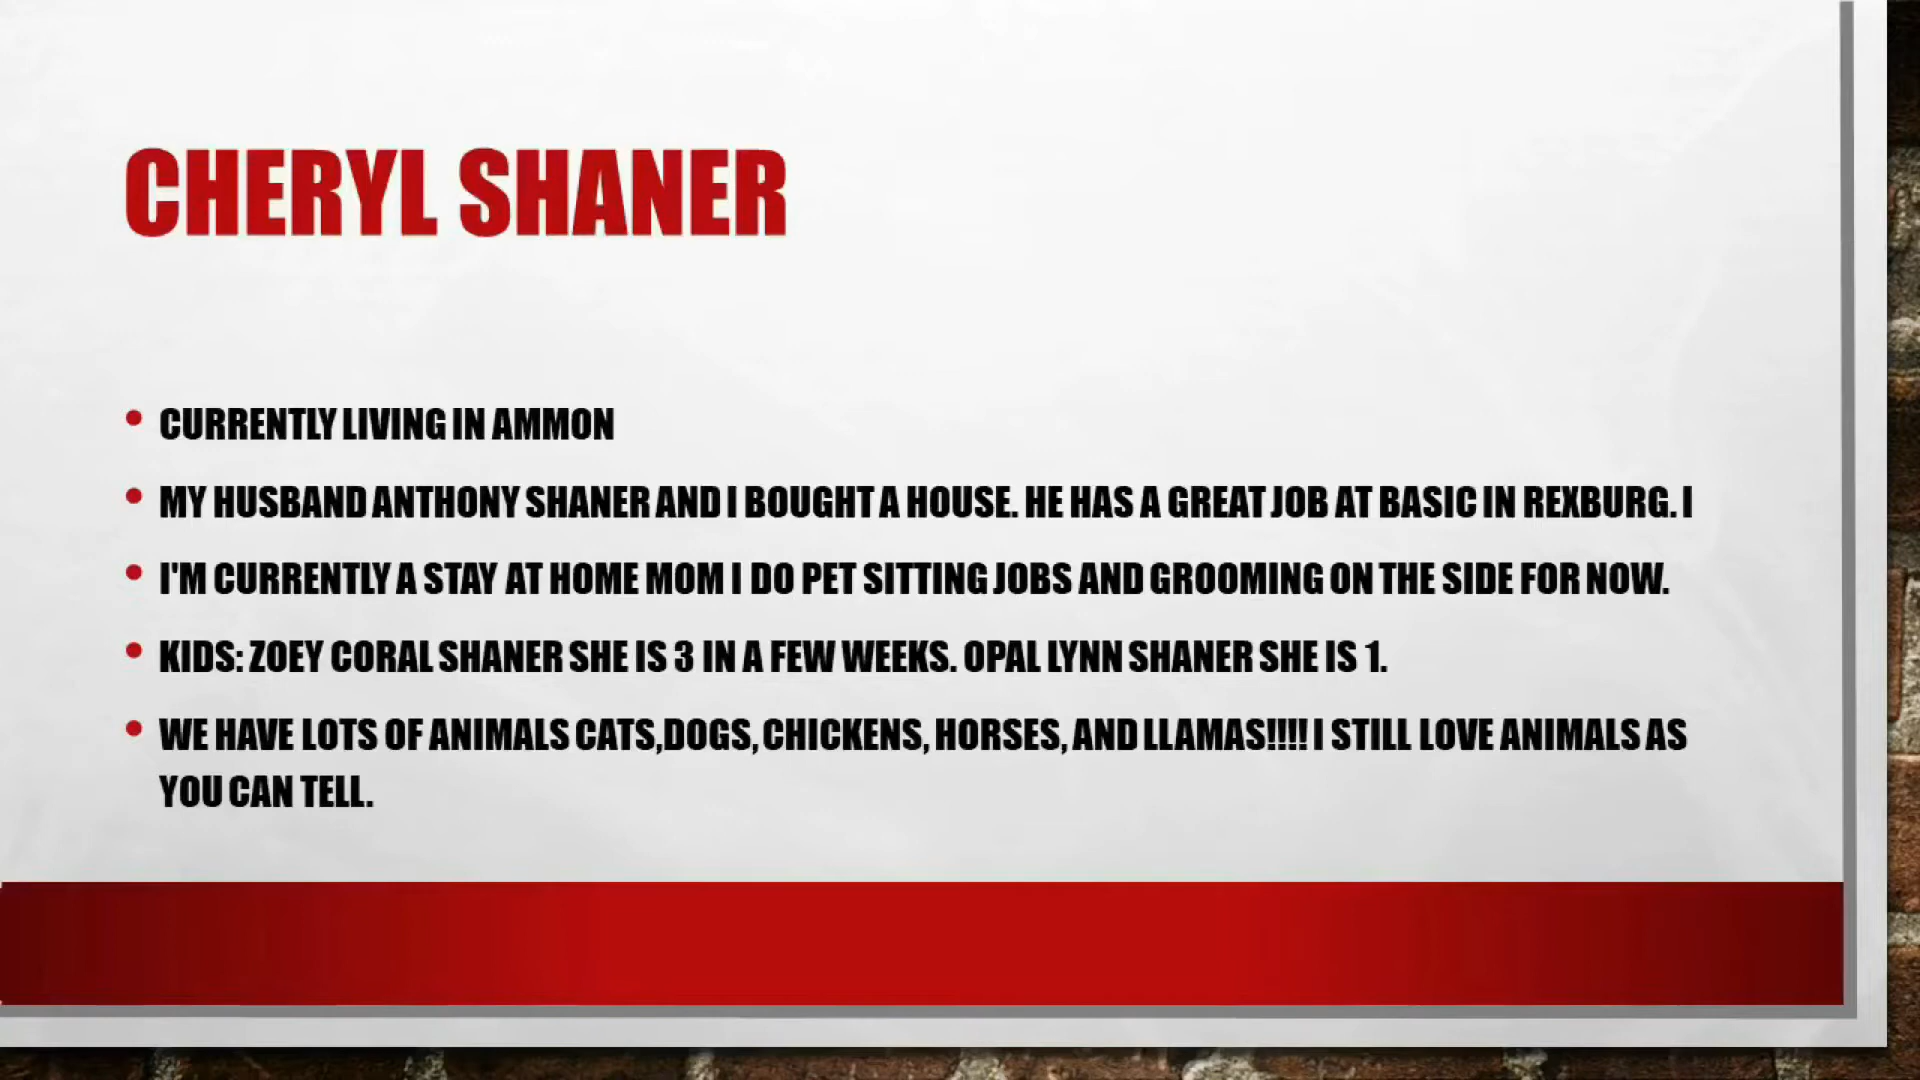 CHERYL SHANER
• CURRENTLY LIVING IN AMMON
• MY HUSBAND ANTHONY SHANER AND I BOUGHT A HOUSE. HE HAS A GREAT JOB AT BASIC IN REXBURG. I
• I'M CURRENTLY A STAY AT HOME MOM I DO PET SITTING JOBS AND GROOMING ON THE SIDE FOR NOW.
• KIDS: ZOEY CORAL SHANER SHE IS 3 IN A FEW WEEKS. OPAL LYNN SHANER SHE IS 1.
• WE HAVE LOTS OF ANIMALS CATS,DOGS, CHICKENS, HORSES, AND LLAMAS!!!! I STILL LOVE ANIMALS AS
YOU CAN TELL.